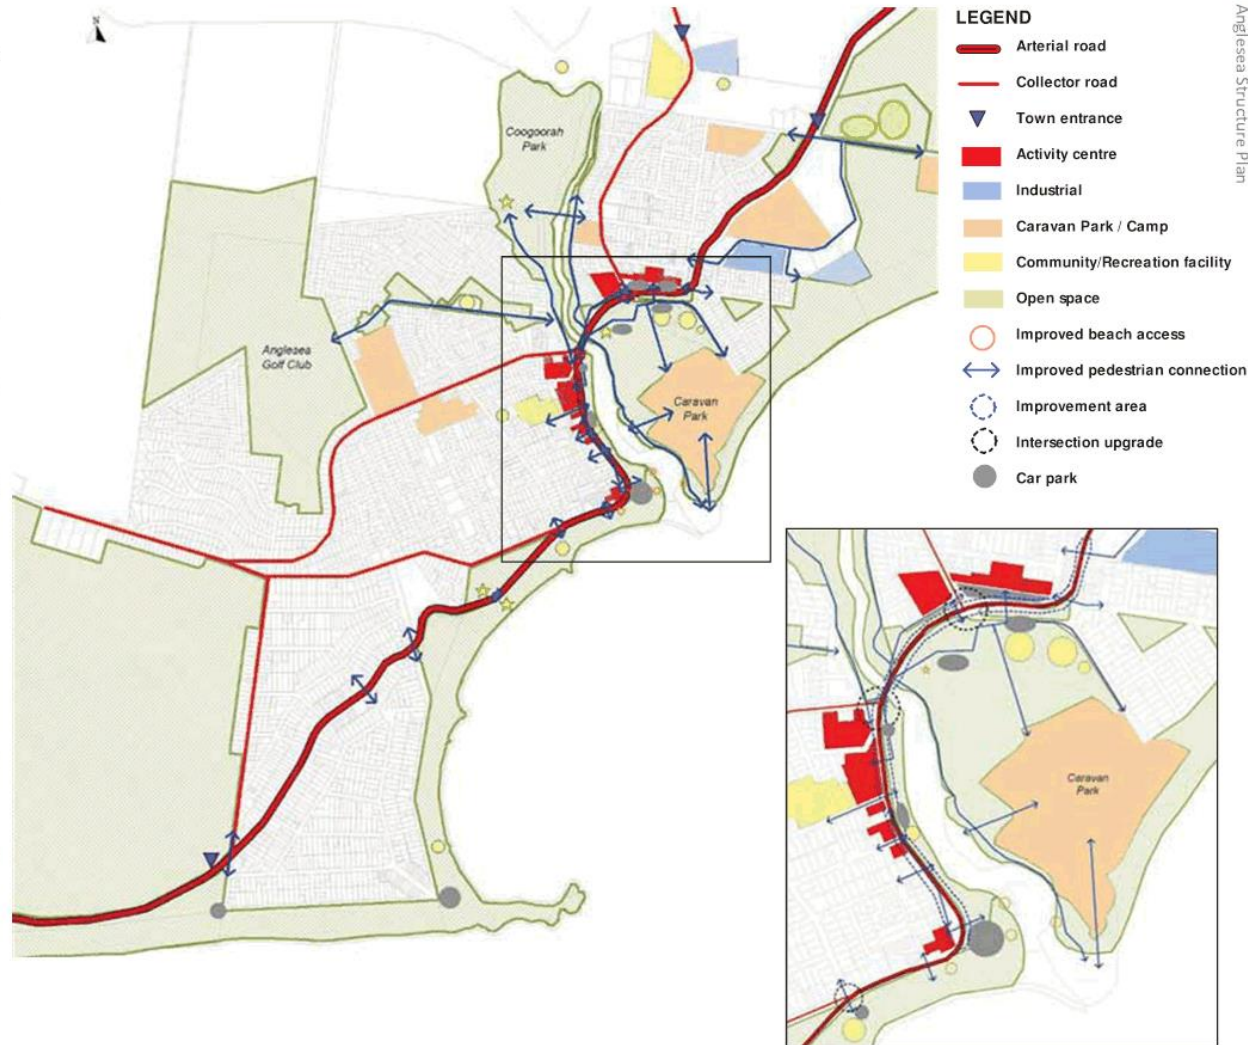 Anglesea Structure Plan
LEGEND
Arterial road
Collector road
Town entrance
Activity centre
Industrial
Caravan Park / Camp
Community/Recreation facility
Open space
Improved beach access
Improved pedestrian connection
Improvement area
Intersection upgrade
Car park
Coogoorah
Park
Anglesea
Golf Club
Caravan
Park
Caravan
Park